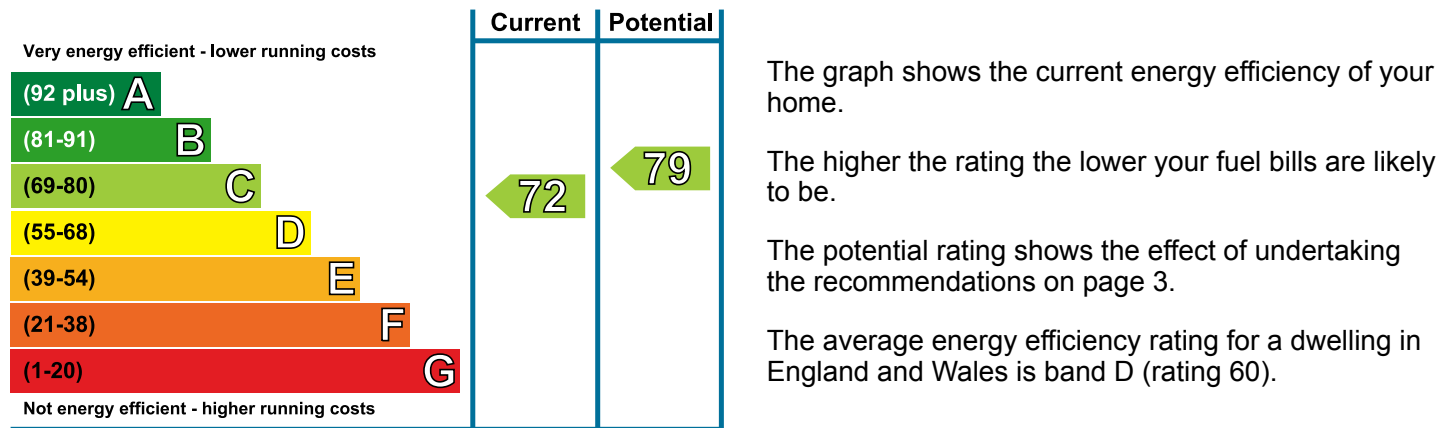 Current Potential
Very energy efficient - lower running costs
(92 plus) A
(81-91) B
(69-80) C
(55-68) D
(39-54) E
(21-38) F
(1-20) G
Not energy efficient - higher running costs
72
79
The graph shows the current energy efficiency of your
home.
The higher the rating the lower your fuel bills are likely
to be.
The potential rating shows the effect of undertaking
the recommendations on page 3.
The average energy efficiency rating for a dwelling in
England and Wales is band D (rating 60).